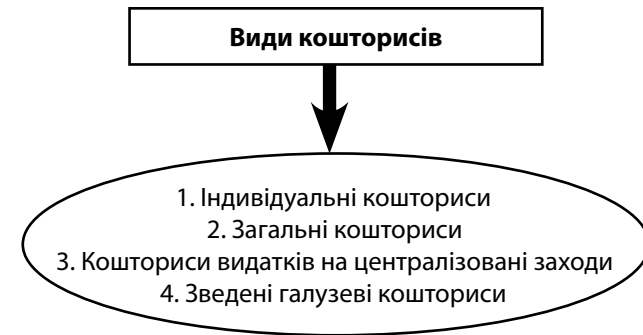 Види кошторисів
1. Індивідуальні кошториси
2. Загальні кошториси
3. Кошториси видатків на централізовані заходи
4. Зведені галузеві кошториси